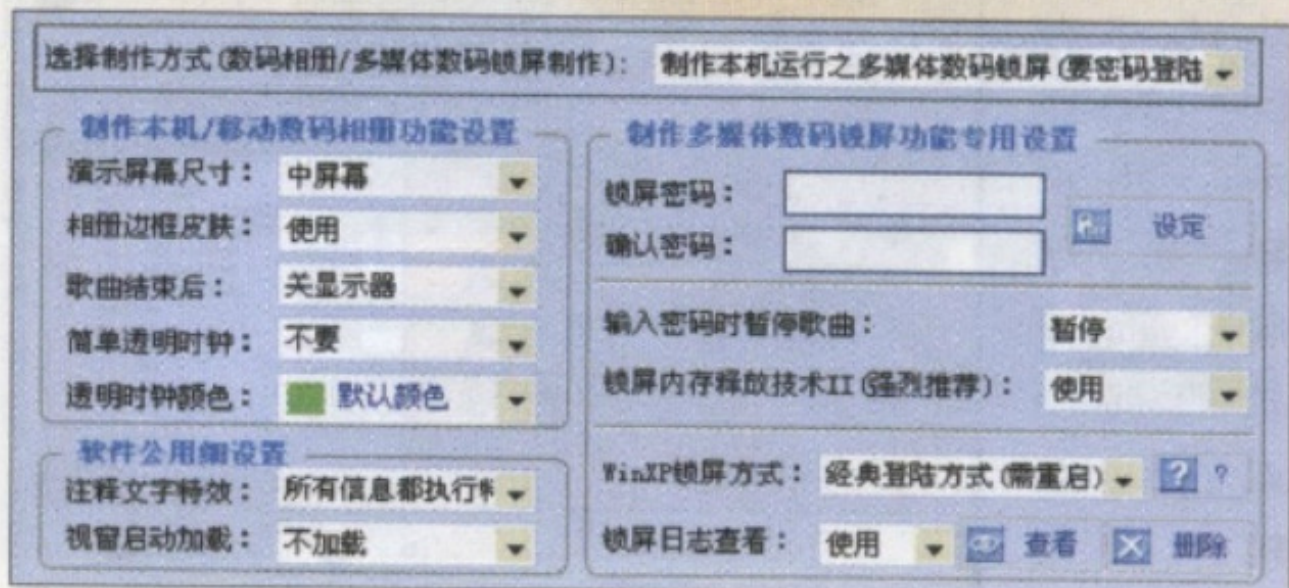 选择制作方式(数码相册/多媒体数码锁屏制作): 制作本机运行之多媒体数码锁屏(要密码登陆
制作本机/移动数码相册功能设置
演示屏幕尺寸: 中屏幕
相册边框皮肤: 使用
歌曲结束后: 关显示器
简单透明时钟: 不要
透明时钟颜色: 默认颜色
软件公用细设置
注释文字特效: 所有信息都执行特
视留启动加载: 不加载
制作多媒体数码锁屏功能专用设置
锁屏密码:
确认密码:
设定
输入密码时暂停歌曲: 暂停
锁屏内存释放技术II(强烈推荐): 使用
WinXP锁屏方式: 经典登陆方式(需重启) ? ?
锁屏日志查看: 使用 查看 删除